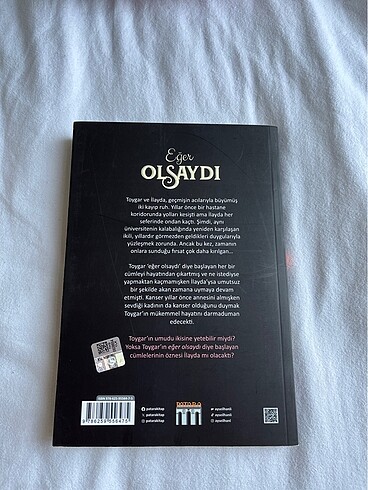 Eğer
OLSAYDI
Toygar ve İlayda, geçmişin acılarıyla büyümüş
iki kayıp ruh. Yıllar önce bir hastane
koridorunda yolları kesişti ama İlayda her
seferinde ondan kaçtı. Şimdi, aynı
üniversitenin kalabalığında yeniden karşılaşan
ikili, yıllardır görmezden geldikleri duygularıyla
yüzleşmek zorunda. Ancak bu kez, zamanın
onlara sunduğu fırsat çok daha kırılgan...
Toygar 'eğer olsaydı' diye başlayan her bir
cümleyi hayatından çıkartmış ve ne istediyse
yapmaktan kaçmamışken İlayda'ysa umutsuz
bir şekilde akan zamana uymaya devam
etmişti. Kanser yıllar önce annesini almışken
sevdiği kadının da kanser olduğunu duymak
Toygar'ın mükemmel hayatını darmaduman
edecekti.
Toygar'ın umudu ikisine yetebilir miydi?
Yoksa Toygar'ın eğer olsaydı diye başlayan
cümlelerinin öznesi İlayda mı olacaktı?
9786259556475
patarakitap
patarakitap
patarakitap